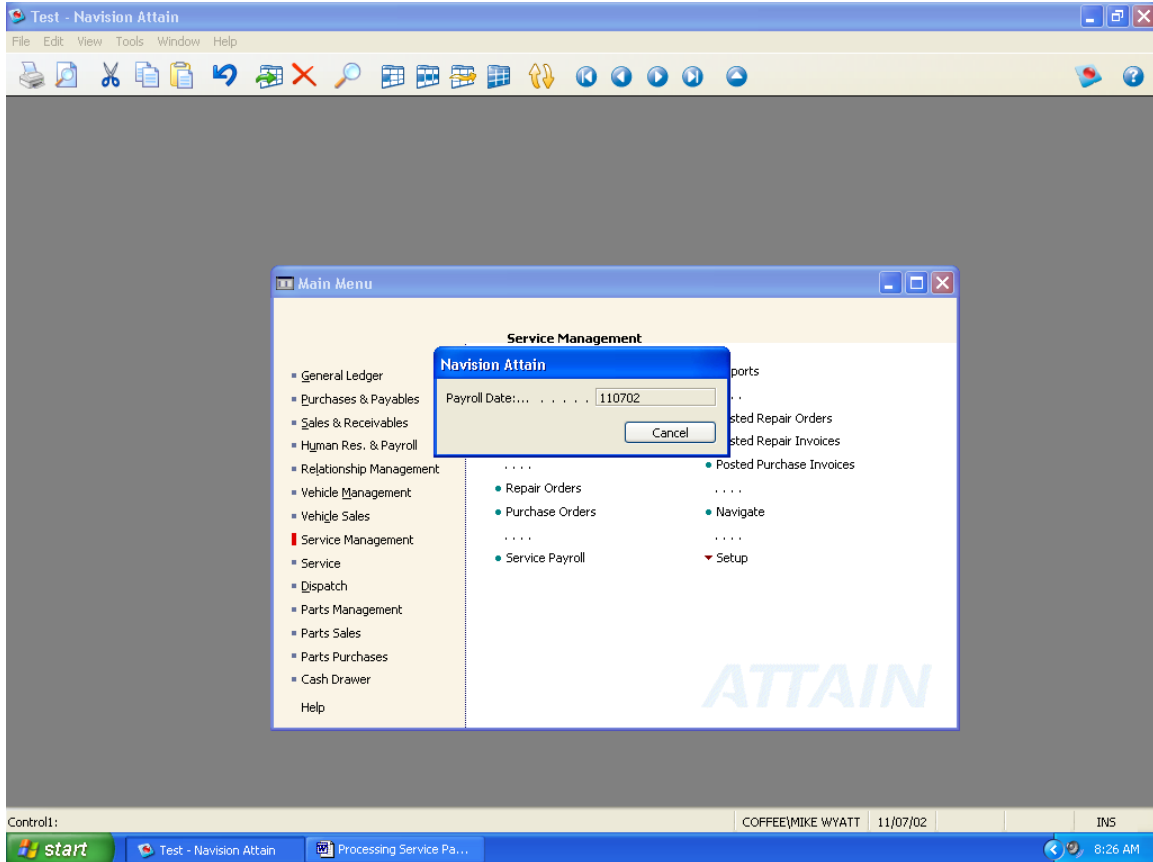 Test - Navision Attain
File Edit View Tools Window Help
Main Menu
Service Management
General Ledger
Purchases & Payables
Sales & Receivables
Human Res. & Payroll
Relationship Management
Vehicle Management
Vehicle Sales
Service Management
Service
Dispatch
Parts Management
Parts Sales
Parts Purchases
Cash Drawer
Help
Navision Attain
Payroll Date:... . . . . . 110702
Cancel
. . . .
Repair Orders
Purchase Orders
. . . .
Service Payroll
ports
. .
sted Repair Orders
sted Repair Invoices
Posted Purchase Invoices
. . . .
Navigate
. . . .
Setup
ATTAIN
Control1: COFFEE\MIKE WYATT 11/07/02 INS
start Test - Navision Attain Processing Service Pa... 8:26 AM